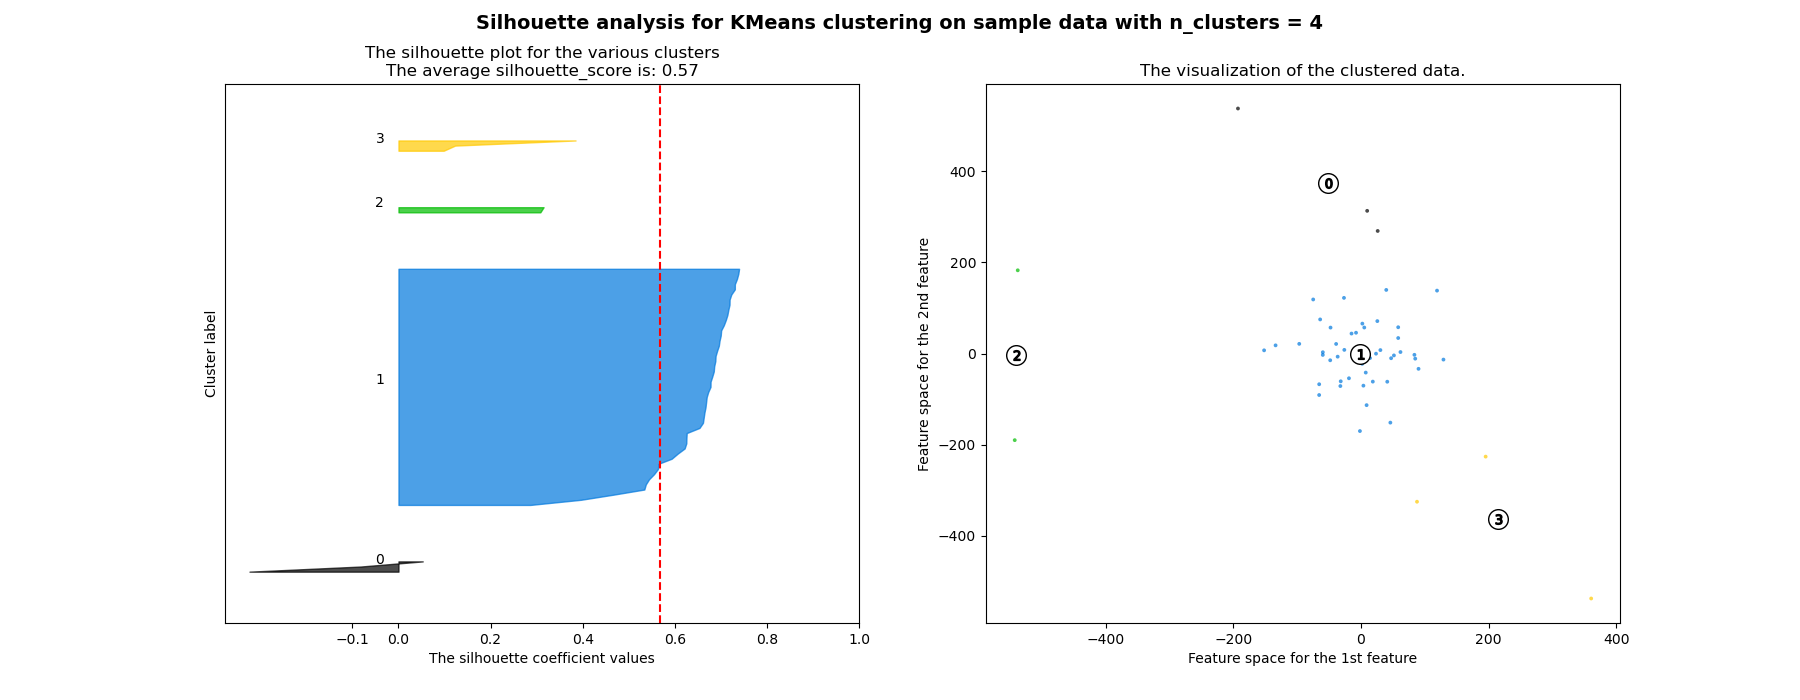 Silhouette analysis for KMeans clustering on sample data with n_clusters = 4
The silhouette plot for the various clusters
The average silhouette_score is: 0.57
3
2
1
0
Cluster label
−0.1 0.0 0.2 0.4 0.6 0.8 1.0
The silhouette coefficient values
The visualization of the clustered data.
400
200
0
−200
−400
Feature space for the 2nd feature
0
1
2
3
−400 −200 0 200 400
Feature space for the 1st feature